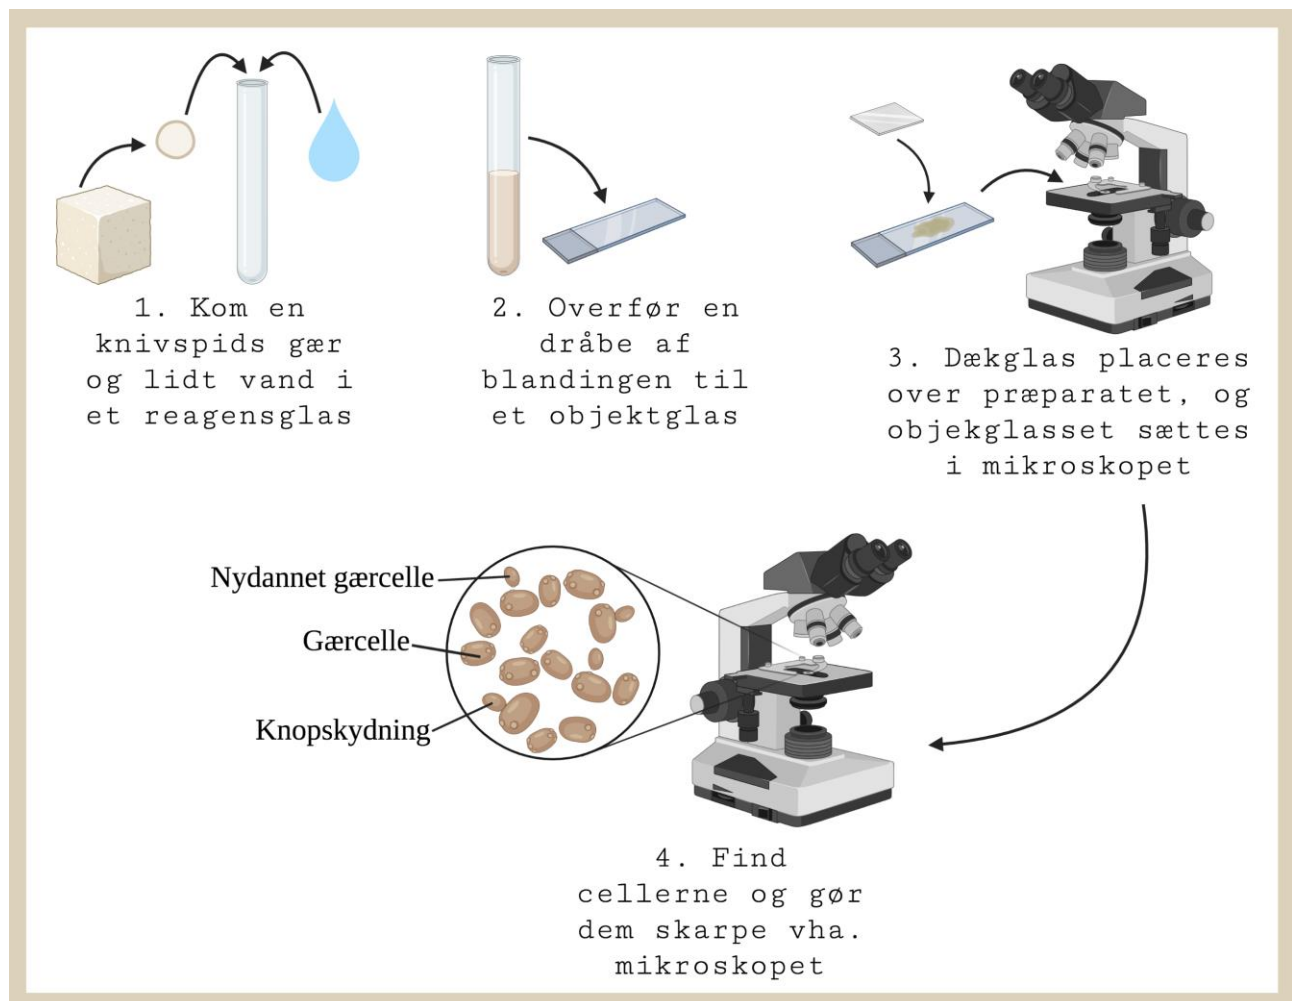 1. Kom en
knivspids gær
og lidt vand i
et reagensglas
2. Overfør en
dråbe af
blandingen til
et objektglas
3. Dækglas placeres
over præparatet, og
objekglasset sættes
i mikroskopet
Nydannet gærcelle
Gærcelle
Knopskydning
4. Find
cellerne og gør
dem skarpe vha.
mikroskopet